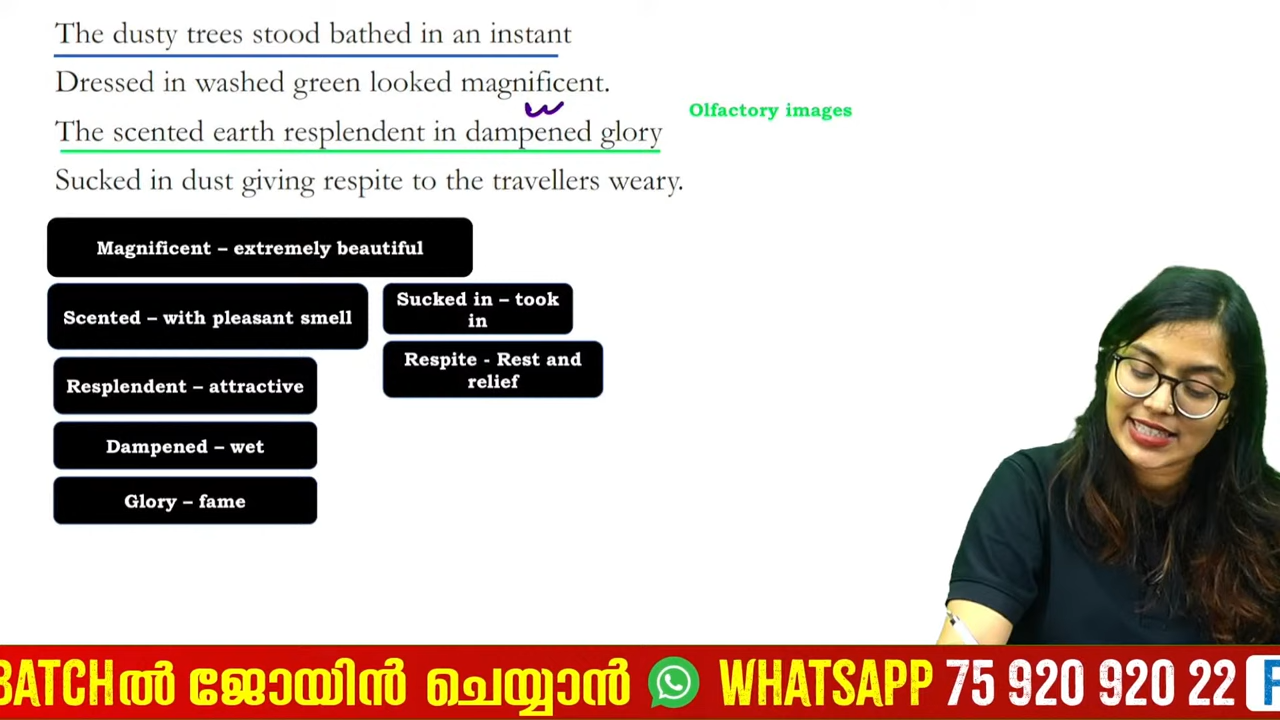 The dusty trees stood bathed in an instant
Dressed in washed green looked magnificent.
Olfactory images
The scented earth resplendent in dampened glory
Sucked in dust giving respite to the travellers weary.
Magnificent – extremely beautiful
Scented – with pleasant smell
Sucked in – took
in
Respite - Rest and
relief
Resplendent – attractive
Dampened – wet
Glory – fame
BATCHൽ ജോയിൻ ചെയ്യാൻ WHATSAPP 75 920 920 22